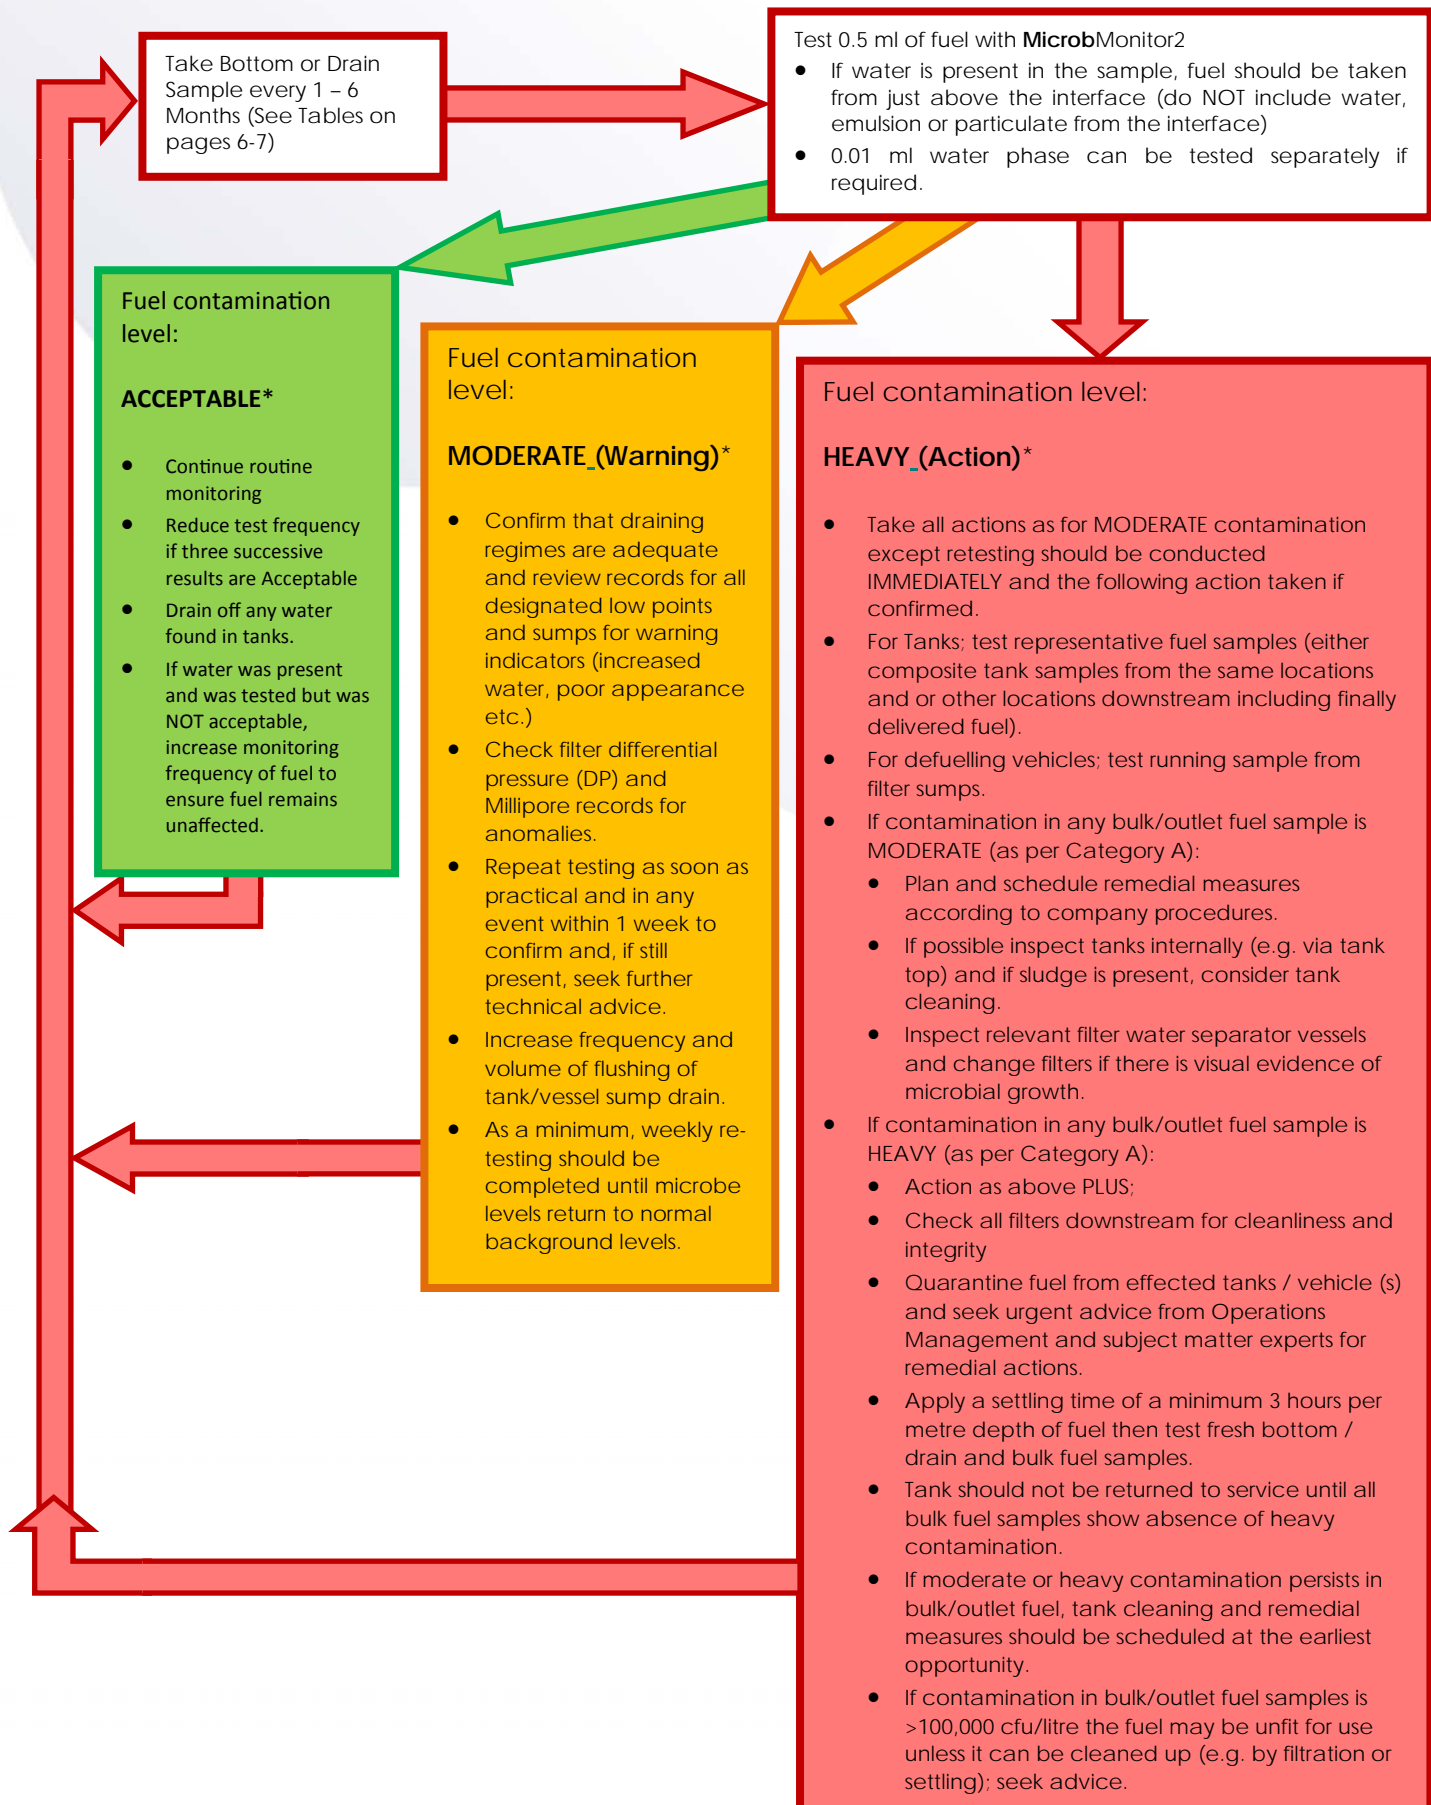 Take Bottom or Drain
Sample every 1 – 6
Months (See Tables on
pages 6-7)
Test 0.5 ml of fuel with MicrobMonitor2
• If water is present in the sample, fuel should be taken
from just above the interface (do NOT include water,
emulsion or particulate from the interface)
• 0.01 ml water phase can be tested separately if
required.
Fuel contamination
level:
ACCEPTABLE*
• Continue routine
monitoring
• Reduce test frequency
if three successive
results are Acceptable
• Drain off any water
found in tanks.
• If water was present
and was tested but was
NOT acceptable,
increase monitoring
frequency of fuel to
ensure fuel remains
unaffected.
Fuel contamination
level:
MODERATE (Warning)*
• Confirm that draining
regimes are adequate
and review records for all
designated low points
and sumps for warning
indicators (increased
water, poor appearance
etc.)
• Check filter differential
pressure (DP) and
Millipore records for
anomalies.
• Repeat testing as soon as
practical and in any
event within 1 week to
confirm and, if still
present, seek further
technical advice.
• Increase frequency and
volume of flushing of
tank/vessel sump drain.
• As a minimum, weekly re-
testing should be
completed until microbe
levels return to normal
background levels.
Fuel contamination level:
HEAVY (Action)*
• Take all actions as for MODERATE contamination
except retesting should be conducted
IMMEDIATELY and the following action taken if
confirmed.
• For Tanks; test representative fuel samples (either
composite tank samples from the same locations
and or other locations downstream including finally
delivered fuel).
• For defuelling vehicles; test running sample from
filter sumps.
• If contamination in any bulk/outlet fuel sample is
MODERATE (as per Category A):
• Plan and schedule remedial measures
according to company procedures.
• If possible inspect tanks internally (e.g. via tank
top) and if sludge is present, consider tank
cleaning.
• Inspect relevant filter water separator vessels
and change filters if there is visual evidence of
microbial growth.
• If contamination in any bulk/outlet fuel sample is
HEAVY (as per Category A):
• Action as above PLUS;
• Check all filters downstream for cleanliness and
integrity
• Quarantine fuel from effected tanks / vehicle (s)
and seek urgent advice from Operations
Management and subject matter experts for
remedial actions.
• Apply a settling time of a minimum 3 hours per
metre depth of fuel then test fresh bottom /
drain and bulk fuel samples.
• Tank should not be returned to service until all
bulk fuel samples show absence of heavy
contamination.
• If moderate or heavy contamination persists in
bulk/outlet fuel, tank cleaning and remedial
measures should be scheduled at the earliest
opportunity.
• If contamination in bulk/outlet fuel samples is
>100,000 cfu/litre the fuel may be unfit for use
unless it can be cleaned up (e.g. by filtration or
settling); seek advice.